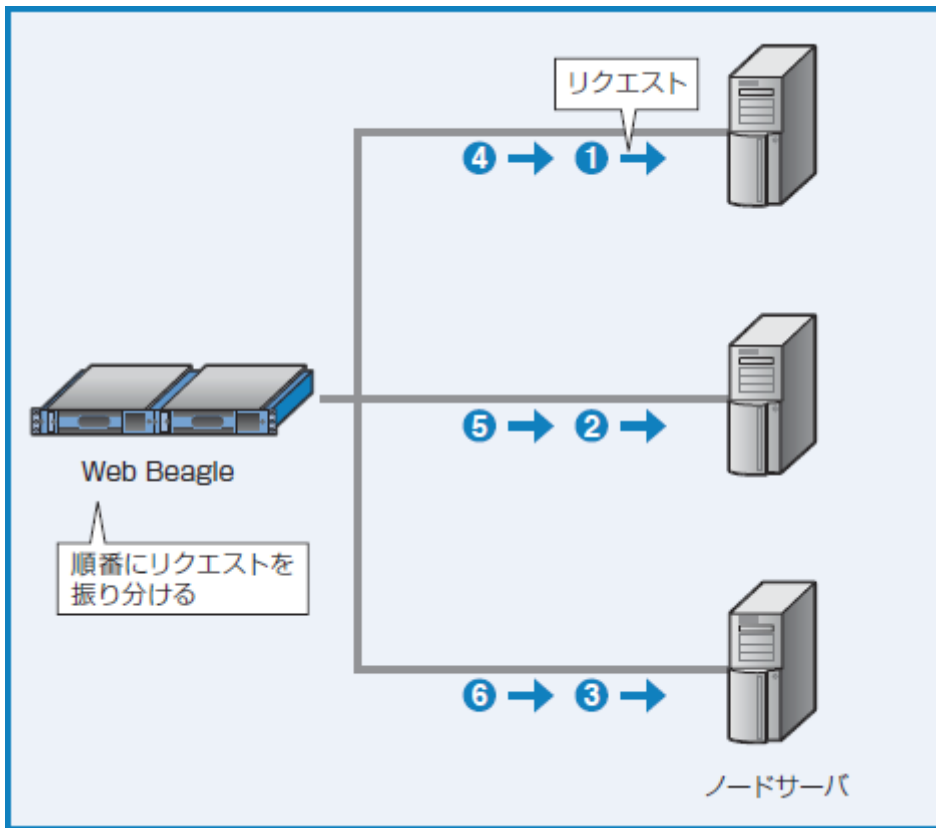 リクエスト
❹ ➡ ❶ ➡
❺ ➡ ❷ ➡
Web Beagle
順番にリクエストを
振り分ける
❻ ➡ ❸ ➡
ノードサーバ